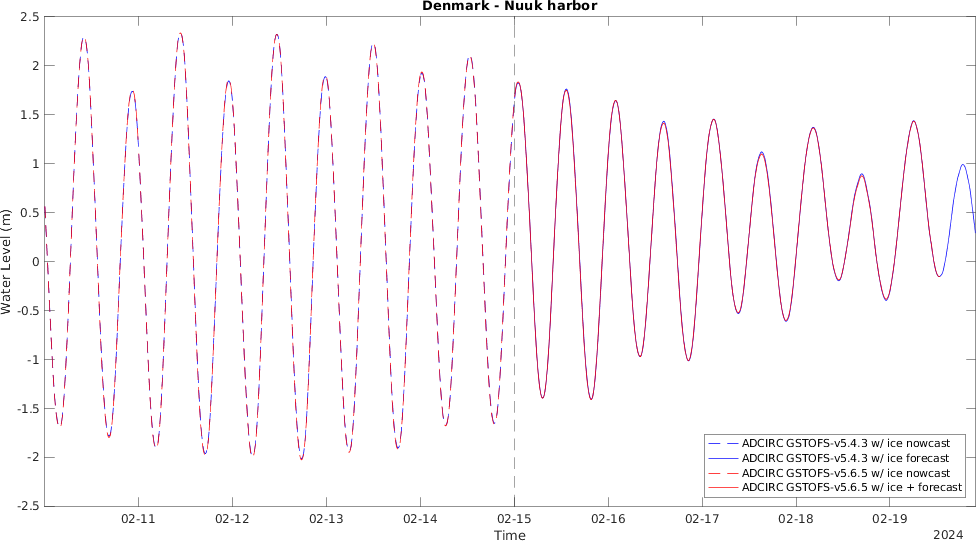 Denmark - Nuuk harbor
2.5
2
1.5
1
0.5
0
-0.5
-1
-1.5
-2
-2.5
Water Level (m)
ADCIRC GSTOFS-v5.4.3 w/ ice nowcast
ADCIRC GSTOFS-v5.4.3 w/ ice forecast
ADCIRC GSTOFS-v5.6.5 w/ ice nowcast
ADCIRC GSTOFS-v5.6.5 w/ ice + forecast
02-11 02-12 02-13 02-14 02-15 02-16 02-17 02-18 02-19
Time
2024